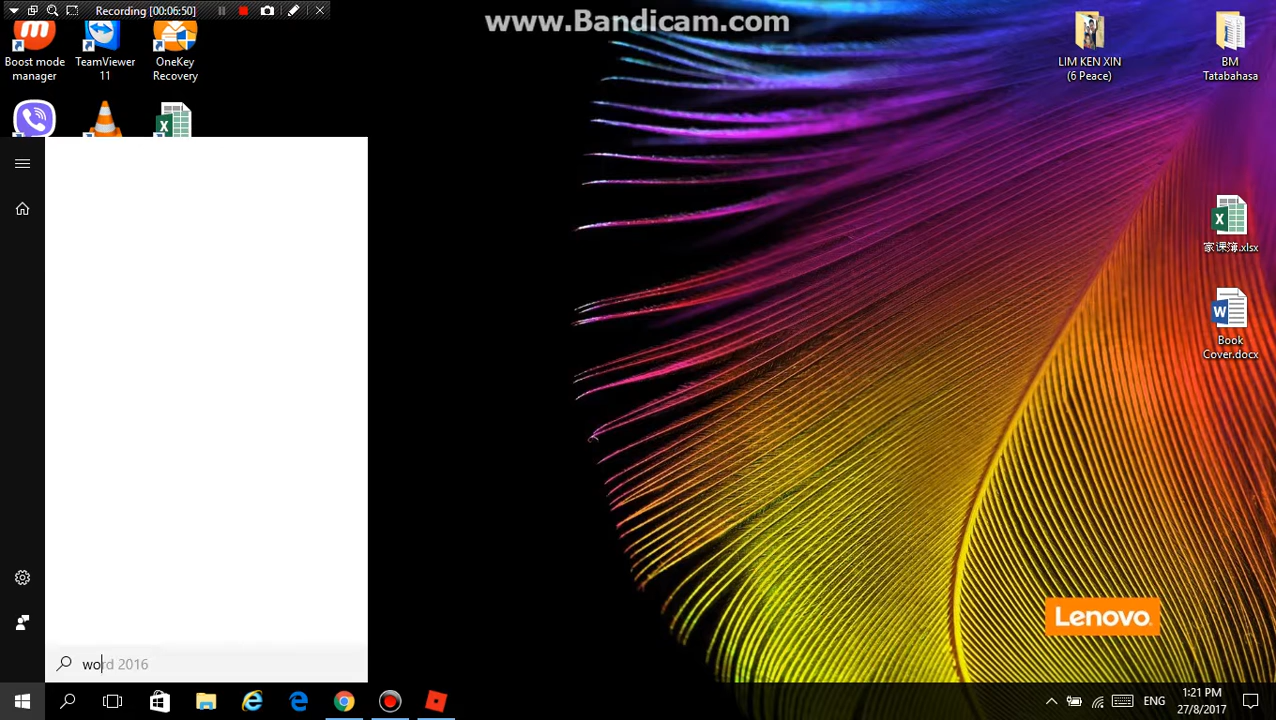 Recording [00:06:50]
www.Bandicam.com
Boost mode
manager
TeamViewer
11
OneKey
Recovery
LIM KEN XIN
(6 Peace)
BM
Tatabahasa
家课簿.xlsx
Book
Cover.docx
Lenovo
word 2016
ENG
1:21 PM
27/8/2017